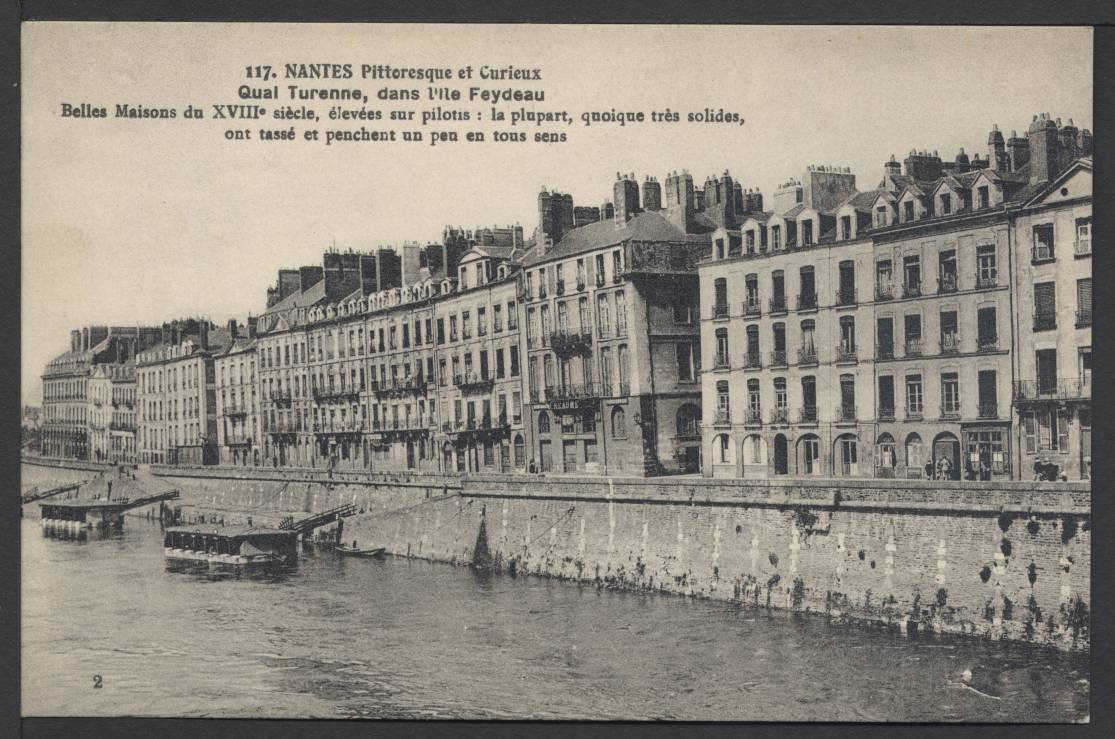 117. NANTES Pittoresque et Curieux
Quai Turenne, dans l'Ile Feydeau
Belles Maisons du XVIIIe siècle, élevées sur pilotis : la plupart, quoique très solides,
ont tassé et penchent un peu en tous sens
2